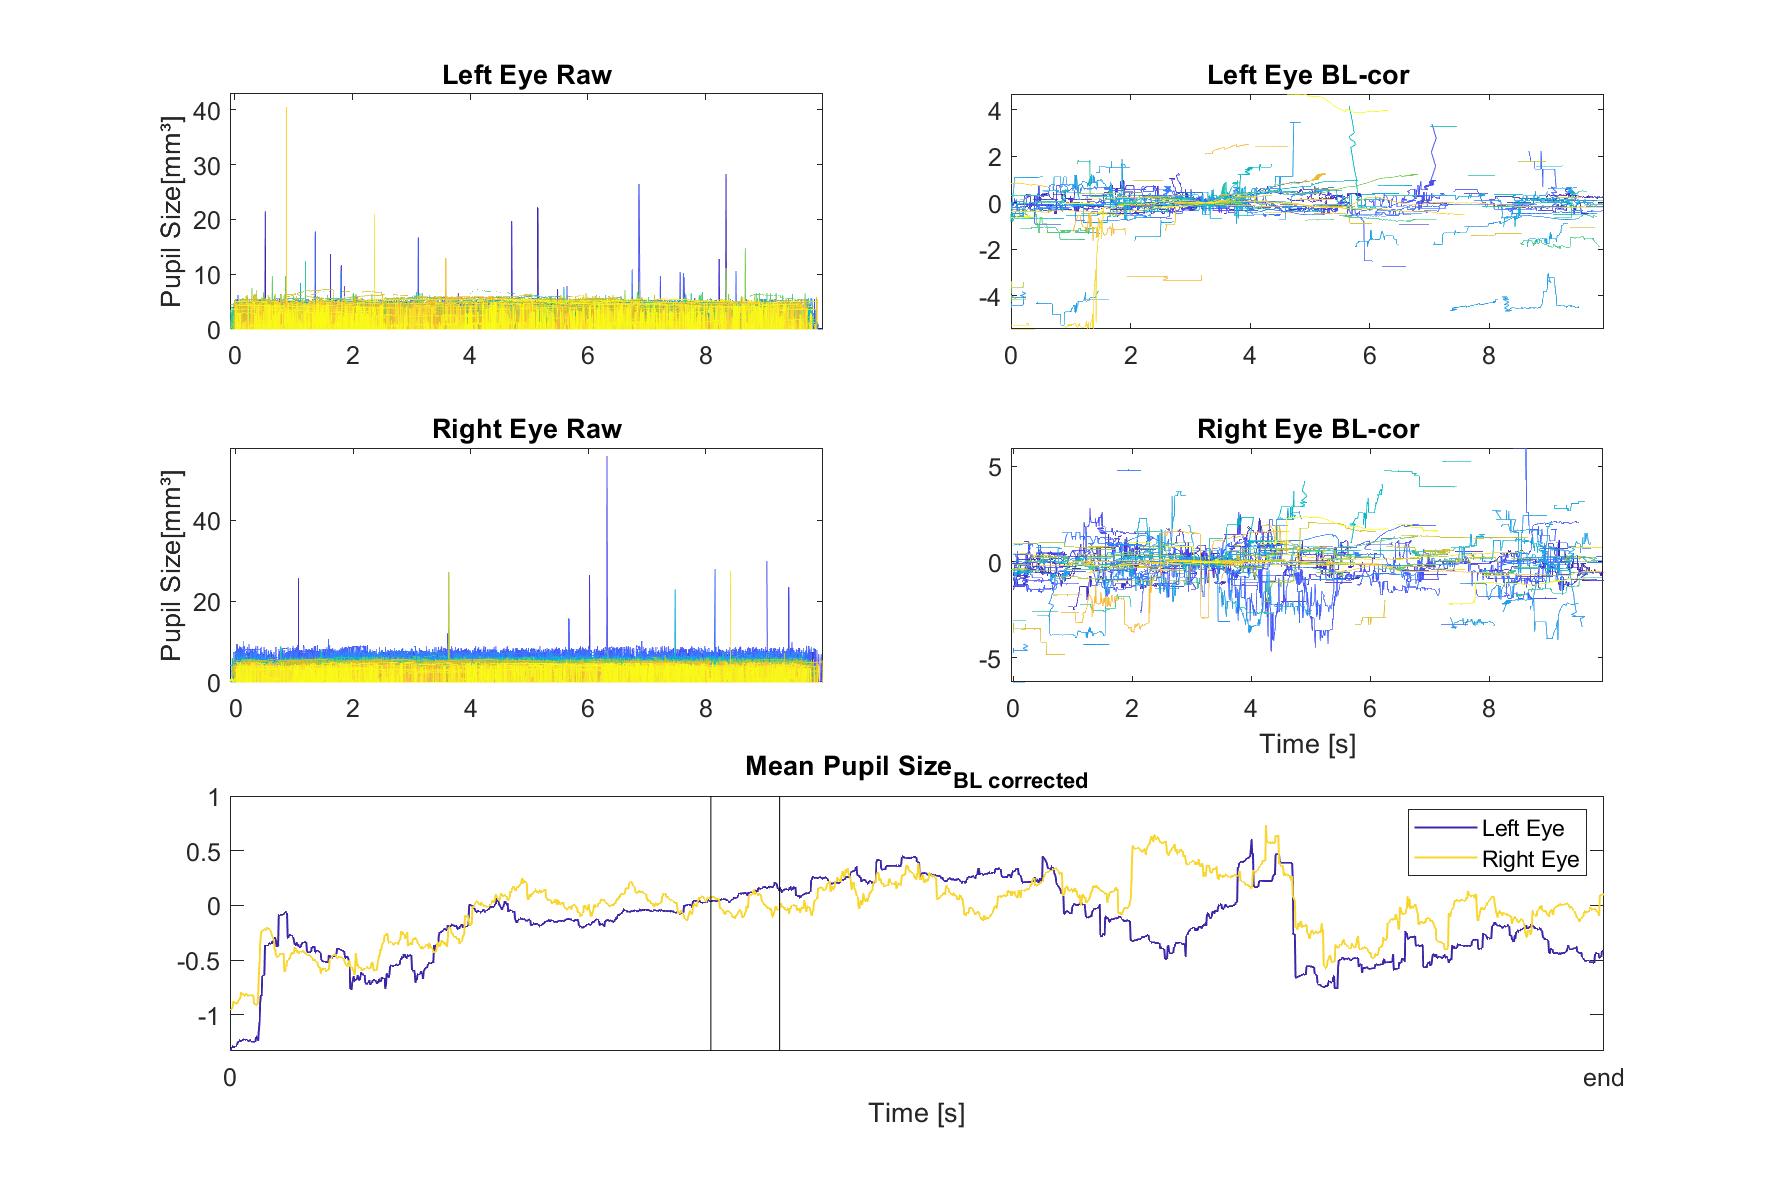 Left Eye Raw
Pupil Size[mm³]
40
30
20
10
0
0 2 4 6 8
Left Eye BL-cor
4
2
0
-2
-4
0 2 4 6 8
Right Eye Raw
Pupil Size[mm³]
40
20
0
0 2 4 6 8
Right Eye BL-cor
5
0
-5
0 2 4 6 8
Time [s]
Mean Pupil Size BL corrected
1
0.5
0
-0.5
-1
Left Eye
Right Eye
0 end
Time [s]